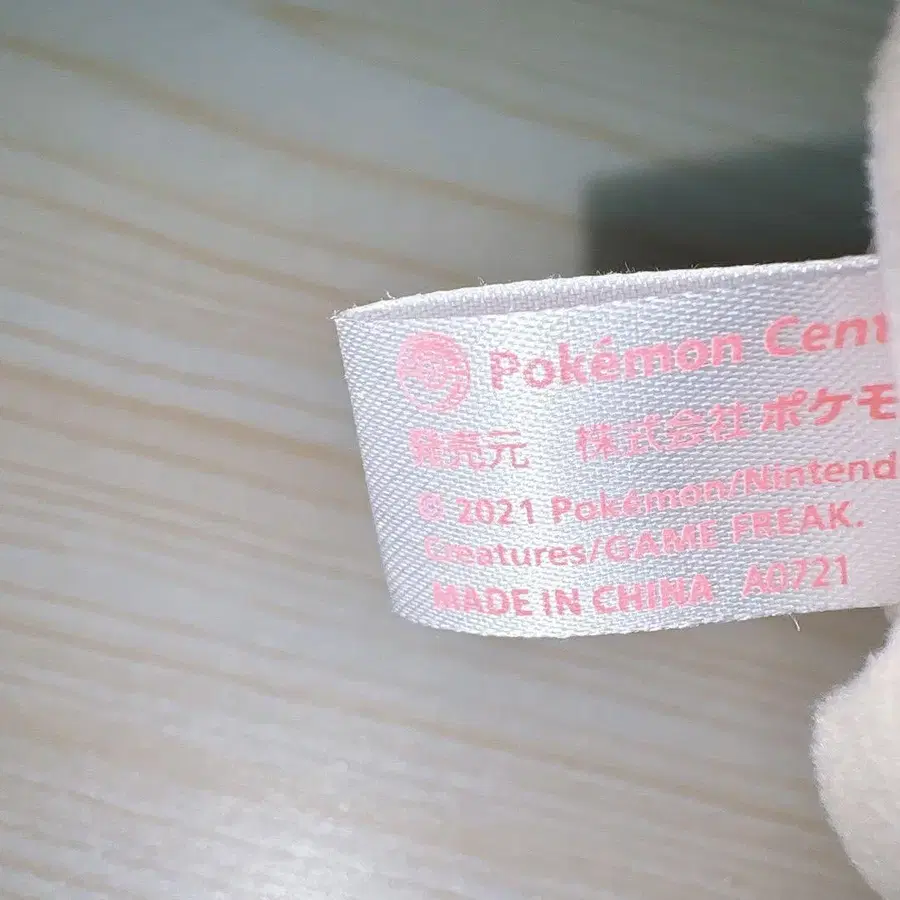 Pokémon Cent
発売元 株式会社ポケモ
© 2021 Pokémon/Nintend
Creatures/GAME FREAK.
MADE IN CHINA A0721